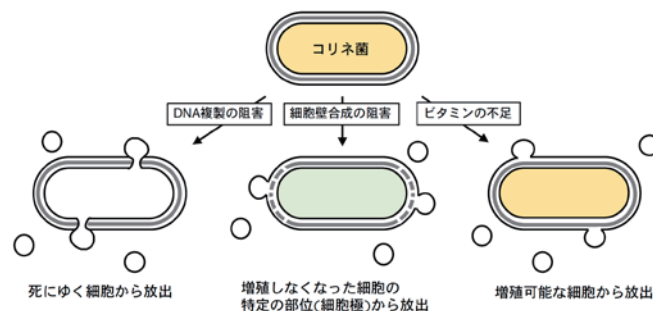 コリネ菌
DNA複製の阻害
細胞壁合成の阻害
ビタミンの不足
死にゆく細胞から放出
増殖しなくなった細胞の
特定の部位(細胞極)から放出
増殖可能な細胞から放出